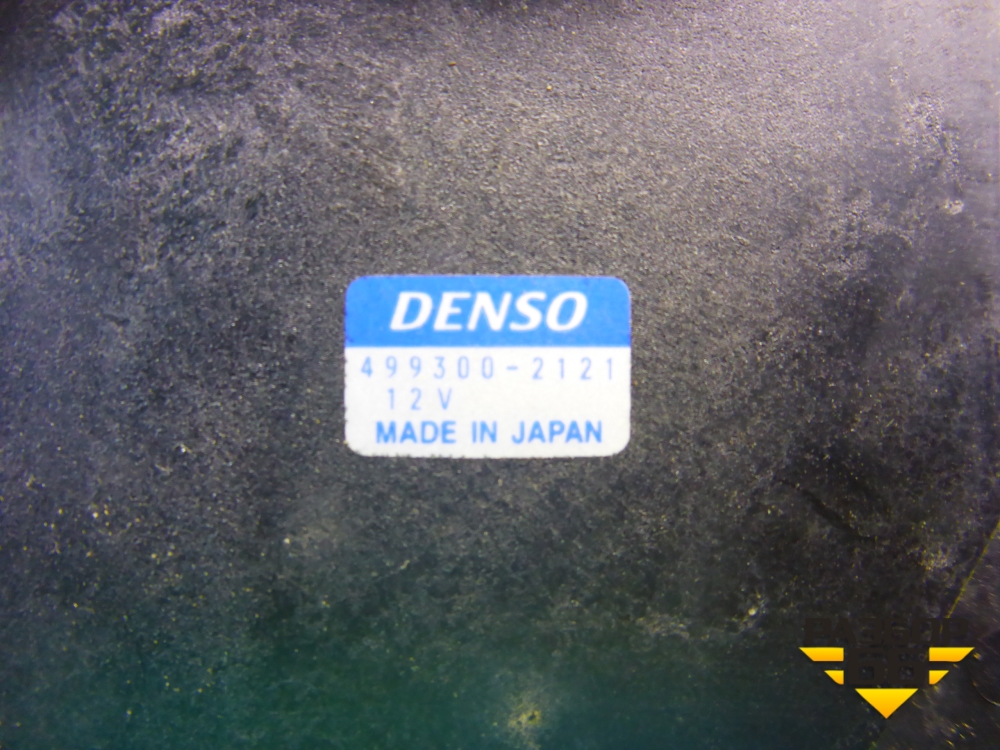 DENSO
499300-2121
12V
MADE IN JAPAN